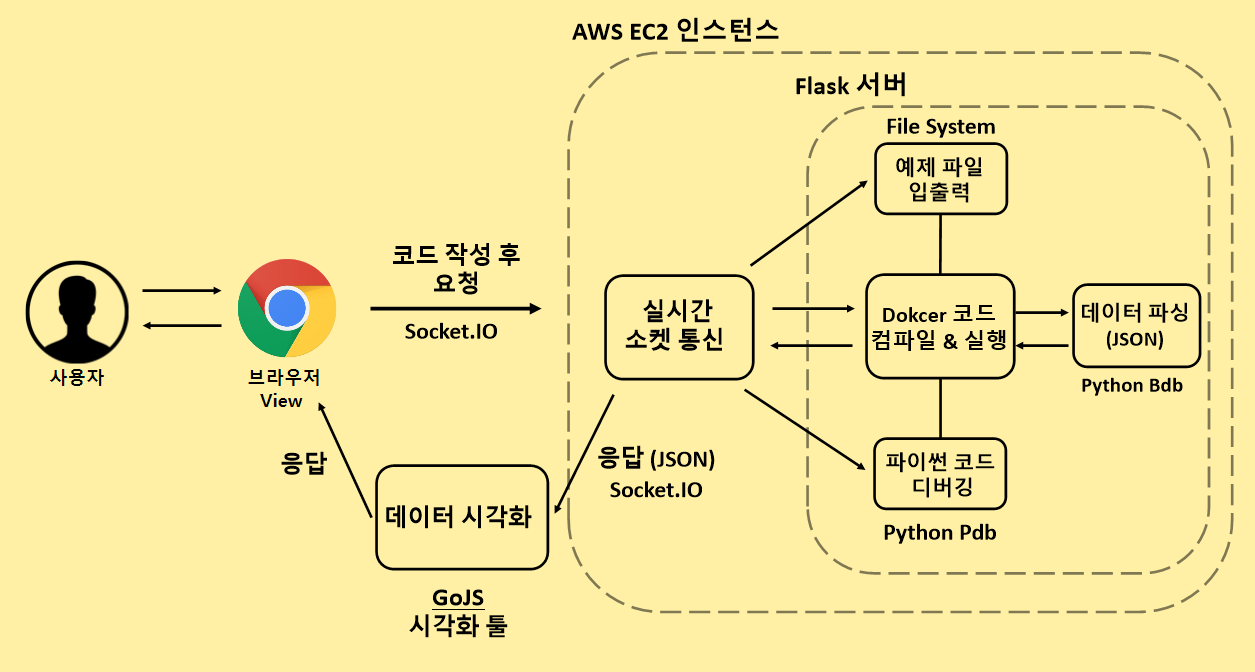 AWS EC2 인스턴스
Flask 서버
File System
예제 파일
입출력
코드 작성 후
요청
Socket.IO
실시간
소켓 통신
Dokcer 코드
컴파일 & 실행
데이터 파싱
(JSON)
Python Bdb
사용자
브라우저
View
응답
응답 (JSON)
Socket.IO
파이썬 코드
디버깅
Python Pdb
데이터 시각화
GoJS
시각화 툴